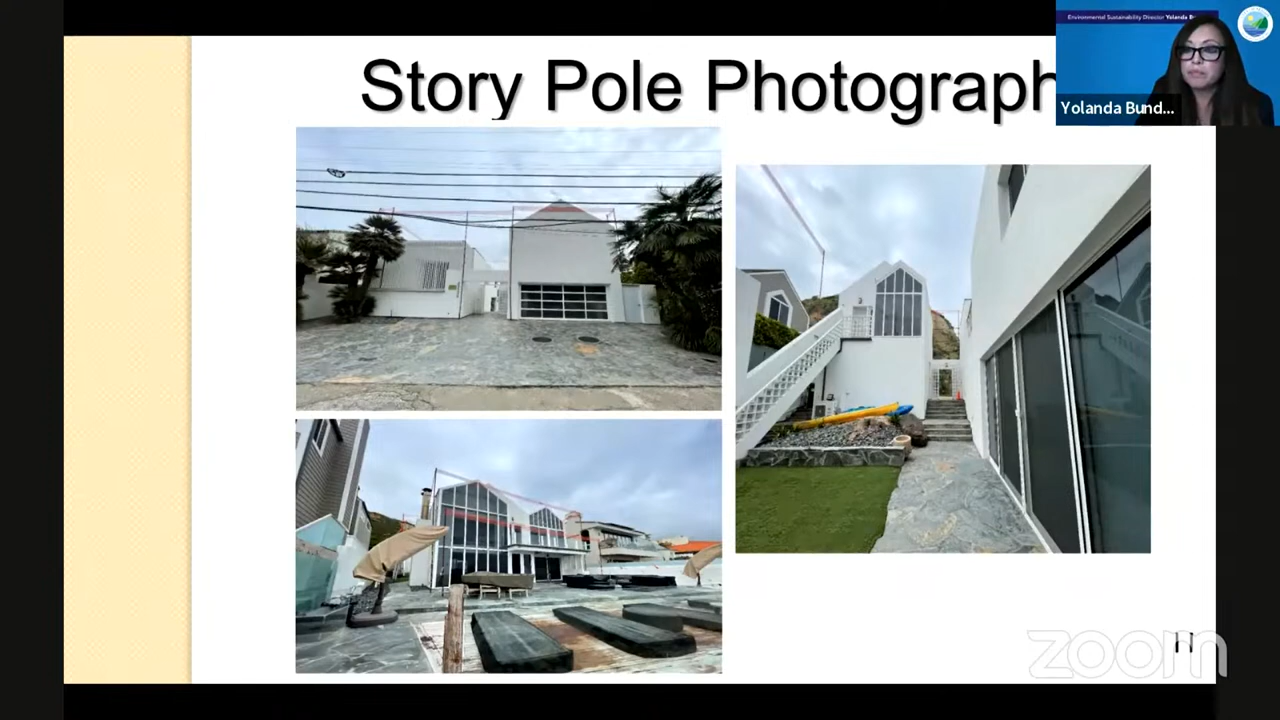 Story Pole Photograph
Environmental Sustainability Director Yolanda B
Yolanda Bund...
zoom